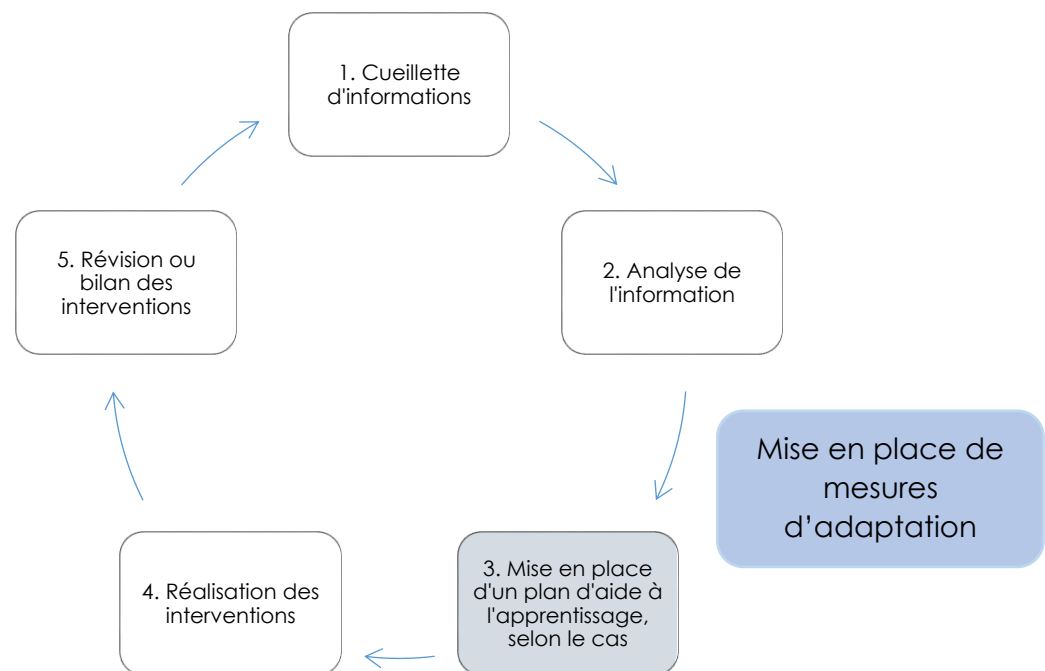 1. Cueillette
d'informations
2. Analyse de
l'information
Mise en place de
mesures
d’adaptation
3. Mise en place
d'un plan d'aide à
l'apprentissage,
selon le cas
4. Réalisation des
interventions
5. Révision ou
bilan des
interventions